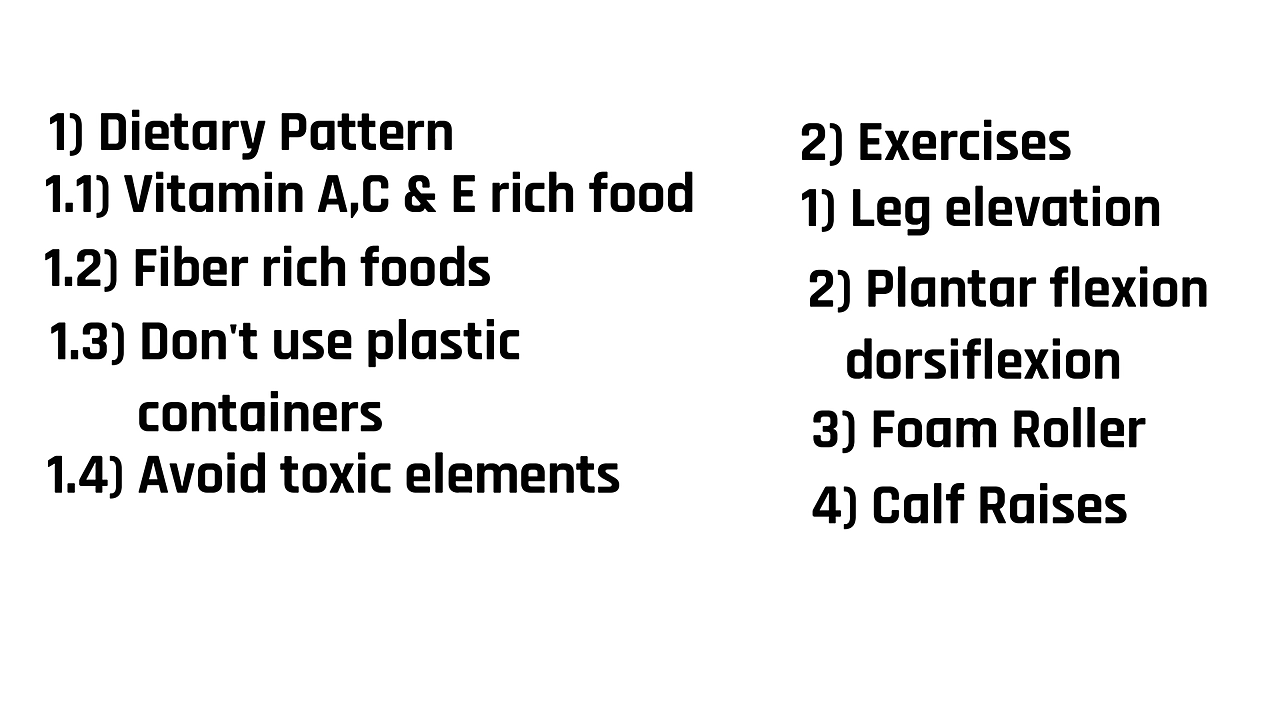 1) Dietary Pattern
1.1) Vitamin A,C & E rich food
1.2) Fiber rich foods
1.3) Don't use plastic
containers
1.4) Avoid toxic elements
2) Exercises
1) Leg elevation
2) Plantar flexion
dorsiflexion
3) Foam Roller
4) Calf Raises